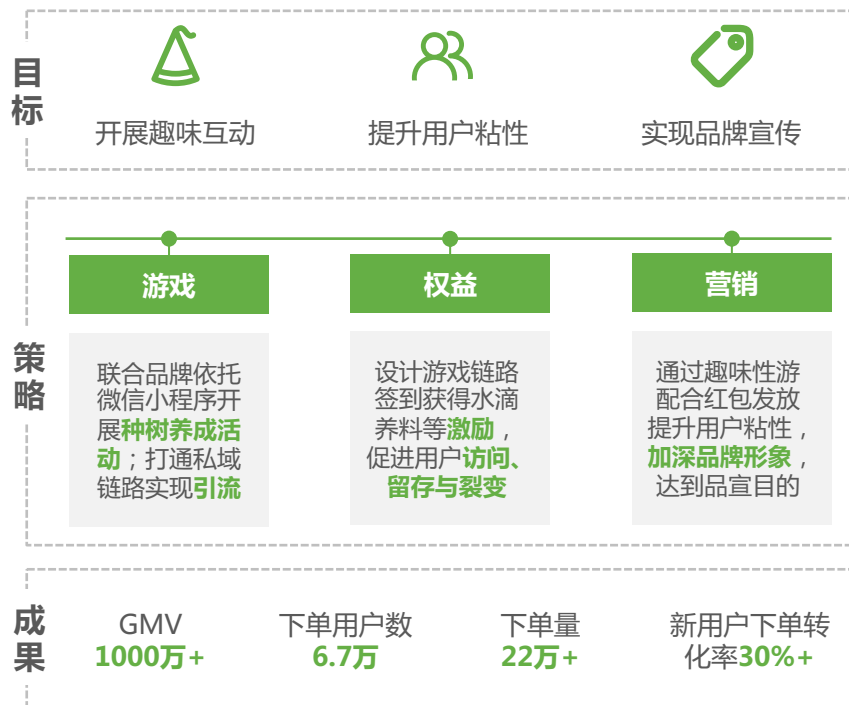 目标
开展趣味互动
提升用户粘性
实现品牌宣传
策略
游戏
权益
营销
联合品牌依托
微信小程序开
展种树养成活
动；打通私域
链路实现引流
设计游戏链路
签到获得水滴
养料等激励，
促进用户访问、
留存与裂变
通过趣味性游
配合红包发放
提升用户粘性，
加深品牌形象，
达到品宣目的
成果
GMV
1000万+
下单用户数
6.7万
下单量
22万+
新用户下单转
化率30%+